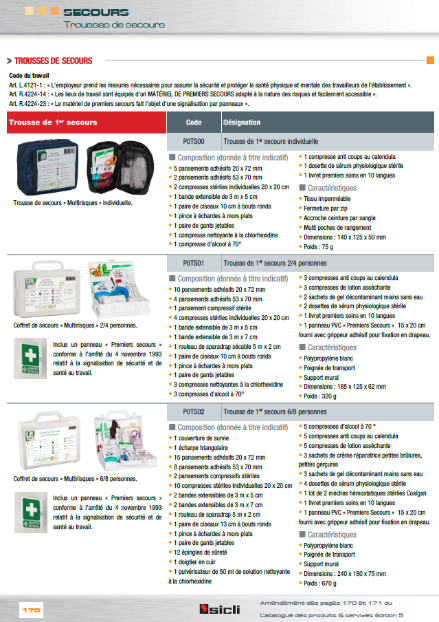 SECOURS
Trousses de secours
> TROUSSES DE SECOURS
Code du travail
Art. L.4121-1 : « L'employeur prend les mesures nécessaires pour assurer la sécurité et protéger la santé physique et mentale des travailleurs de l'établissement ».
Art. R.4224-14 : « Les lieux de travail sont équipés d'un MATÉRIEL DE PREMIERS SECOURS adapté à la nature des risques et facilement accessible ».
Art. R.4224-23 : « Le matériel de premiers secours fait l'objet d'une signalisation par panneaux ».
Trousse de 1er secours
Code
Désignation
POTS00
Trousse de 1er secours individuelle
Trousse de secours « Multirisques » Individuelle.
Composition (donnée à titre indicatif)
• 5 pansements adhésifs 20 x 72 mm
• 2 pansements adhésifs 53 x 70 mm
• 2 compresses stériles individuelles 20 x 20 cm
• 1 bande extensible de 3 m x 5 cm
• 1 paire de ciseaux 10 cm à bouts ronds
• 1 pince à échardes à mors plats
• 1 paire de gants jetables
• 1 compresse nettoyante à la chlorhexidine
• 1 compresse d'alcool à 70°
• 1 compresse anti coups au calendula
• 1 dosette de sérum physiologique stérile
• 1 livret premiers soins en 10 langues
Caractéristiques
• Tissu imperméable
• Fermeture par zip
• Accroche ceinture par sangle
• Multi poches de rangement
• Dimensions : 140 x 125 x 50 mm
• Poids : 75 g
POTS01
Trousse de 1er secours 2/4 personnes
Coffret de secours « Multirisques » 2/4 personnes.
Inclus un panneau « Premiers secours »
conforme à l'arrêté du 4 novembre 1993
relatif à la signalisation de sécurité et de
santé au travail.
Composition (donnée à titre indicatif)
• 10 pansements adhésifs 20 x 72 mm
• 4 pansements adhésifs 53 x 70 mm
• 1 pansement compressif stérile
• 4 compresses stériles individuelles 20 x 20 cm
• 1 bande extensible de 3 m x 5 cm
• 1 bande extensible de 3 m x 7 cm
• 1 rouleau de sparadrap sécable 5 m x 2 cm
• 1 paire de ciseaux 10 cm à bouts ronds
• 1 pince à échardes à mors plats
• 1 paire de gants jetables
• 3 compresses nettoyantes à la chlorhexidine
• 3 compresses d'alcool à 70°
• 3 compresses anti coups au calendula
• 3 compresses de lotion asséchante
• 2 sachets de gel décontaminant mains sans eau
• 2 dosettes de sérum physiologique stérile
• 1 livret premiers soins en 10 langues
• 1 panneau PVC « Premiers Secours » 15 x 20 cm
fourni avec grippeur adhésif pour fixation en drapeau.
Caractéristiques
• Polypropylène blanc
• Poignée de transport
• Support mural
• Dimensions : 185 x 125 x 62 mm
• Poids : 320 g
POTS02
Trousse de 1er secours 6/8 personnes
Coffret de secours « Multirisques » 6/8 personnes.
Inclus un panneau « Premiers secours »
conforme à l'arrêté du 4 novembre 1993
relatif à la signalisation de sécurité et de
santé au travail.
Composition (donnée à titre indicatif)
• 1 couverture de survie
• 1 écharpe triangulaire
• 15 pansements adhésifs 20 x 72 mm
• 8 pansements adhésifs 53 x 70 mm
• 2 pansements compressifs stériles
• 10 compresses stériles individuelles 20 x 20 cm
• 2 bandes extensibles de 3 m x 5 cm
• 2 bandes extensibles de 3 m x 7 cm
• 1 rouleau de sparadrap 5 m x 2 cm
• 1 paire de ciseaux 13 cm à bouts ronds
• 1 pince à échardes à mors plats
• 1 paire de gants jetables
• 12 épingles de sûreté
• 1 doigtier en cuir
• 1 pulvérisateur de 50 ml de solution nettoyante
à la chlorhexidine
• 5 compresses d'alcool à 70 °
• 5 compresses anti coups au calendula
• 5 compresses de lotion asséchante
• 3 sachets de crème réparatrice petites brûlures,
petites gerçures
• 3 sachets de gel décontaminant mains sans eau
• 4 dosettes de sérum physiologique stérile
• 1 lot de 2 mèches hémostatiques stériles Coalgan
• 1 livret premiers soins en 10 langues
• 1 panneau PVC « Premiers Secours » 15 x 20 cm
fourni avec grippeur adhésif pour fixation en drapeau.
Caractéristiques
• Polypropylène blanc
• Poignée de transport
• Support mural
• Dimensions : 240 x 180 x 75 mm
• Poids : 670 g
170
sicli
Amendement des pages 170 et 171 du
Catalogue des produits & services édition 5